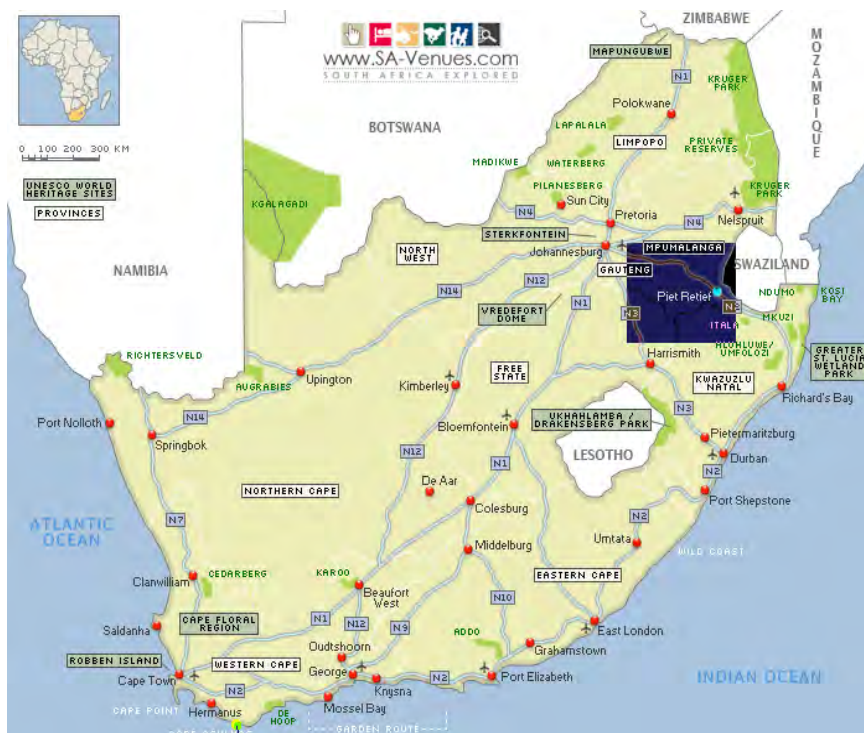 ZIMBABWE
MOZAMBIQUE
www.SA-Venues.com
SOUTH AFRICA EXPLORED
MAPUNGUBWE
N1
KRUGER
PARK
Polokwane
BOTSWANA
LAPALALA
LIMPOPO
PRIVATE
RESERVES
0 100 200 300 KM
MADIKWE
WATERBERG
UNESCO WORLD
HERITAGE SITES
PROVINCES
KGALAGADI
PILANESBERG
Sun City
KRUGER
PARK
N4
Pretoria
N4
Nelspruit
STERKFONTEIN
NORTH
WEST
Johannesburg
MPUMALANGA
GAUTENG
SWAZILAND
NAMIBIA
N14
N12
N1
VREDEFORT
DOME
Piet Retief
NDUMO
KOSI
BAY
N3
MKUZI
ITALA
HLUHLUWE/
UMFOLOZI
GREATER
ST. LUCIA
WETLAND
PARK
RICHTERSVELD
AUGRABIES
Upington
Kimberley
FREE
STATE
Harrismith
KWAZUZLU
NATAL
Richard's Bay
Port Nolloth
N14
Springbok
Bloemfontein
UKHAHLAMBA /
DRAKENSBERG PARK
N3
Pietermaritzburg
N12
N1
LESOTHO
Durban
N2
De Aar
NORTHERN CAPE
Colesburg
Port Shepstone
ATLANTIC
OCEAN
N7
N2
Middelburg
Umtata
WILD COAST
Clanwilliam
CEDARBERG
KAROO
Beaufort
West
EASTERN CAPE
N10
Saldanha
CAPE FLORAL
REGION
N1
N12
N9
ADDO
East London
Oudtshoorn
Grahamstown
ROBBEN ISLAND
WESTERN CAPE
George
Cape Town
N2
Knysna
N2
Port Elizabeth
INDIAN OCEAN
CAPE POINT
Hermanus
DE
HOOP
Mossel Bay
GARDEN ROUTE